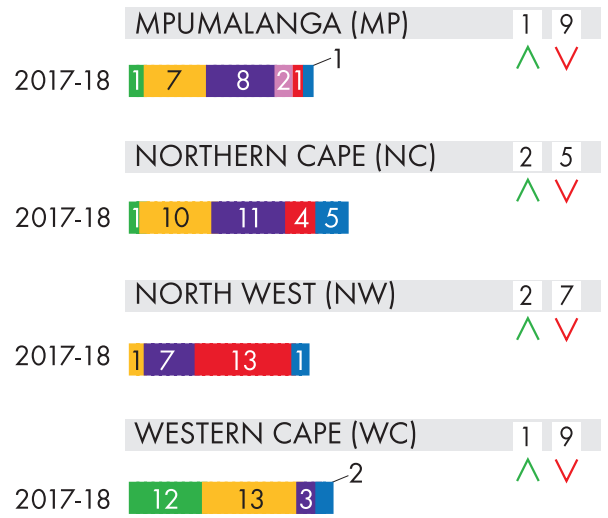 MPUMALANGA (MP) 1 9
1
2017-18 1 7 8 2 1
NORTHERN CAPE (NC) 2 5
2017-18 1 10 11 4 5
NORTH WEST (NW) 2 7
2017-18 1 7 13 1
WESTERN CAPE (WC) 1 9
2
2017-18 12 13 3